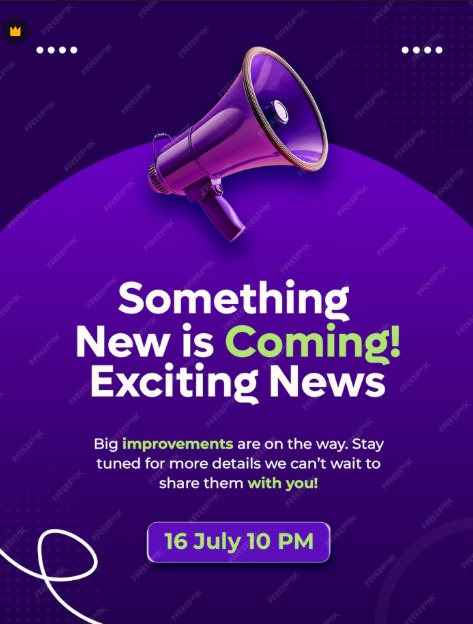 Something
New is Coming!
Exciting News
Big improvements are on the way. Stay
tuned for more details we can't wait to
share them with you!
16 July 10 PM
FREEPIK